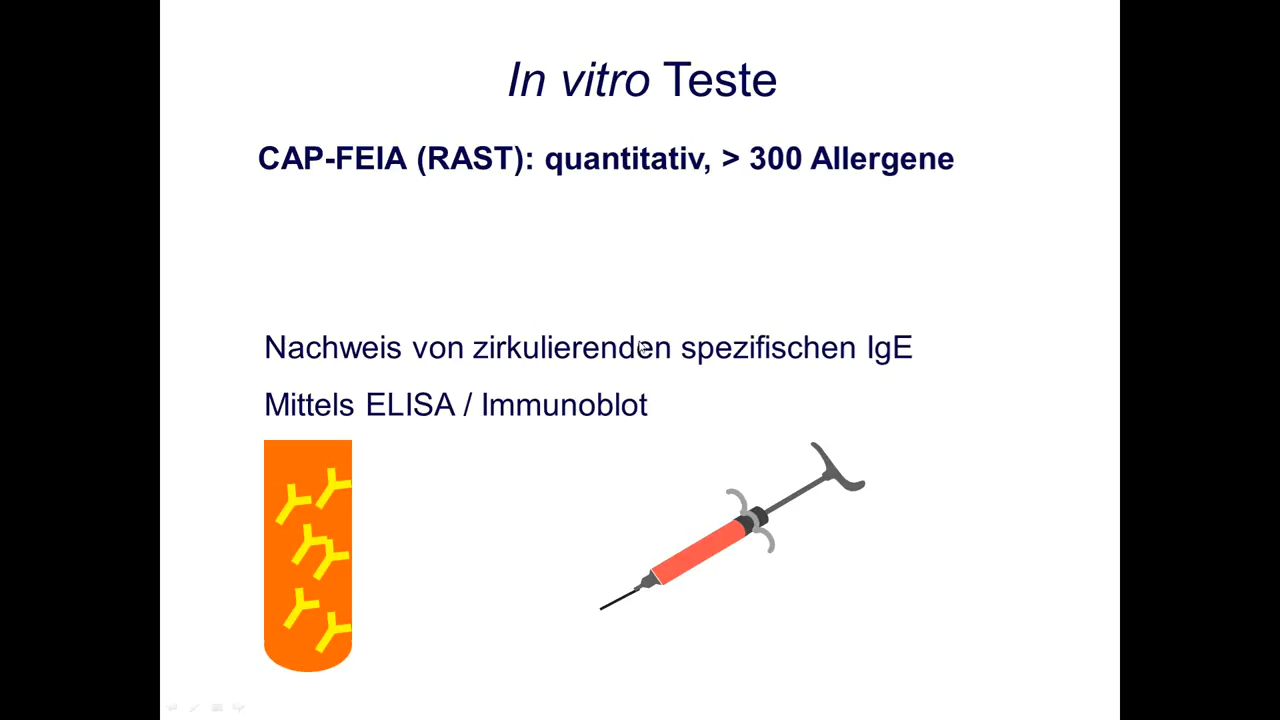 In vitro Teste
CAP-FEIA (RAST): quantitativ, > 300 Allergene
Nachweis von zirkulierenden spezifischen IgE
Mittels ELISA / Immunoblot